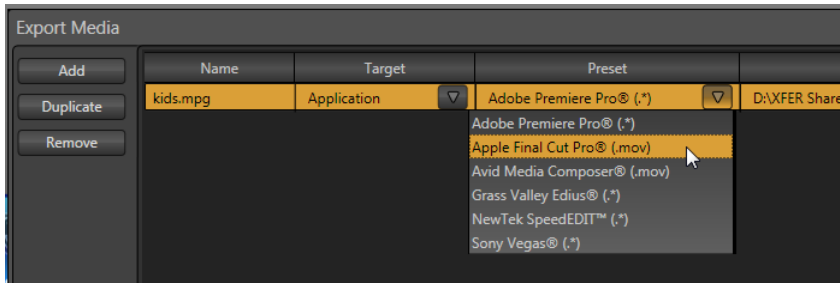 Export Media
Add
Duplicate
Remove
Name Target Preset
kids.mpg Application Adobe Premiere Pro® (.*) D:\XFER Share
Adobe Premiere Pro® (.*)
Apple Final Cut Pro® (.mov)
Avid Media Composer® (.mov)
Grass Valley Edius® (.*)
NewTek SpeedEDIT™ (.*)
Sony Vegas® (.*)